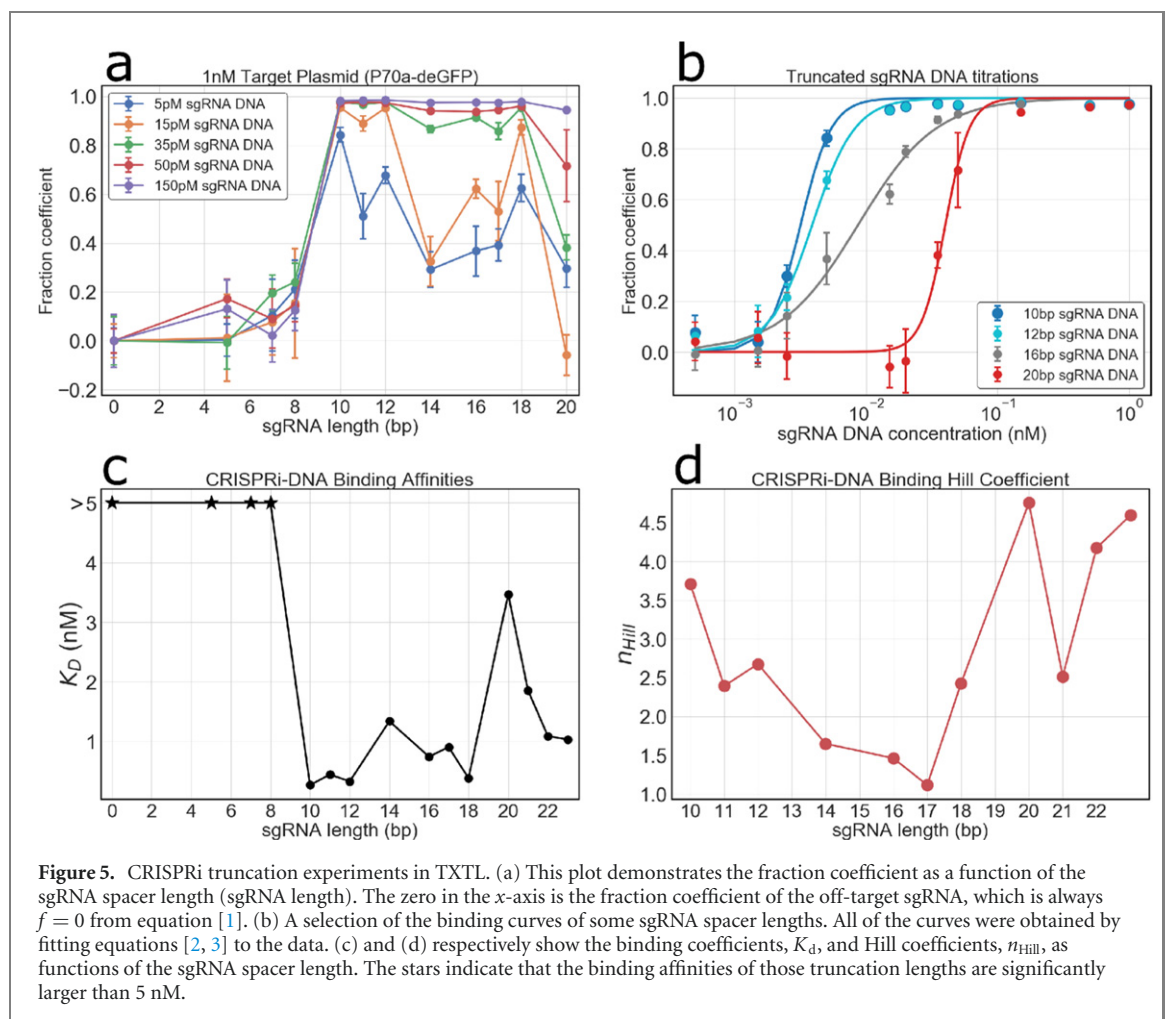 a
1nM Target Plasmid (P70a-deGFP)
1.0
0.8
0.6
0.4
0.2
0.0
−0.2
Fraction coefficient
5pM sgRNA DNA
15pM sgRNA DNA
35pM sgRNA DNA
50pM sgRNA DNA
150pM sgRNA DNA
0 2 4 6 8 10 12 14 16 18 20
sgRNA length (bp)
b
Truncated sgRNA DNA titrations
1.0
0.8
0.6
0.4
0.2
0.0
Fraction coefficient
10bp sgRNA DNA
12bp sgRNA DNA
16bp sgRNA DNA
20bp sgRNA DNA
10⁻³ 10⁻² 10⁻¹ 10⁰
sgRNA DNA concentration (nM)
c
CRISPRi-DNA Binding Affinities
>5
4
3
2
1
K_D (nM)
0 2 4 6 8 10 12 14 16 18 20 22
sgRNA length (bp)
d
CRISPRi-DNA Binding Hill Coefficient
4.5
4.0
3.5
3.0
2.5
2.0
1.5
1.0
n_Hill
10 11 12 13 14 15 16 17 18 19 20 21 22
sgRNA length (bp)
Figure 5. CRISPRi truncation experiments in TXTL. (a) This plot demonstrates the fraction coefficient as a function of the
sgRNA spacer length (sgRNA length). The zero in the x-axis is the fraction coefficient of the off-target sgRNA, which is always
f = 0 from equation [1]. (b) A selection of the binding curves of some sgRNA spacer lengths. All of the curves were obtained by
fitting equations [2, 3] to the data. (c) and (d) respectively show the binding coefficients, K_d, and Hill coefficients, n_Hill, as
functions of the sgRNA spacer length. The stars indicate that the binding affinities of those truncation lengths are significantly
larger than 5 nM.